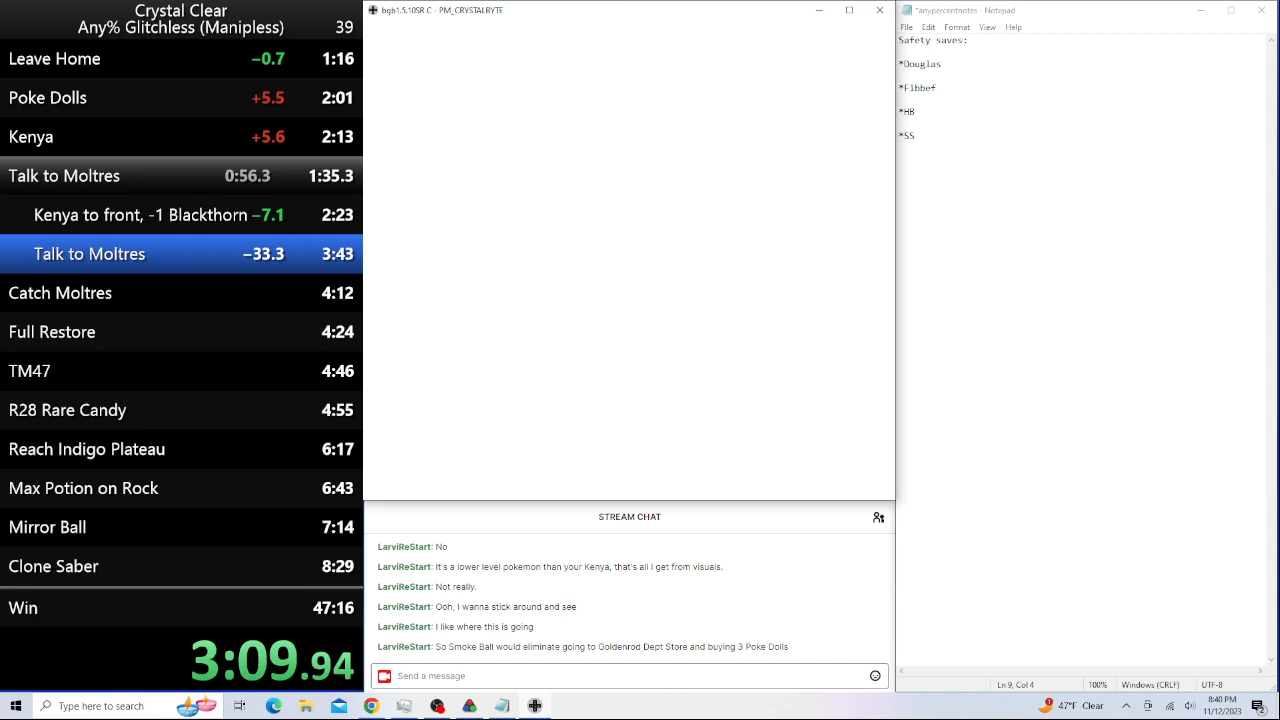 Crystal Clear
Any% Glitchless (Manipless) 39
Leave Home −0.7 1:16
Poke Dolls +5.5 2:01
Kenya +5.6 2:13
Talk to Moltres 0:56.3 1:35.3
Kenya to front, -1 Blackthorn −7.1 2:23
Talk to Moltres −33.3 3:43
Catch Moltres 4:12
Full Restore 4:24
TM47 4:46
R28 Rare Candy 4:55
Reach Indigo Plateau 6:17
Max Potion on Rock 6:43
Mirror Ball 7:14
Clone Saber 8:29
Win 47:16
3:09.94
bgb1.5.10SR C - PM_CRYSTALBYTE
STREAM CHAT
LarviReStart: No
LarviReStart: It's a lower level pokemon than your Kenya, that's all I get from visuals.
LarviReStart: Not really.
LarviReStart: Ooh, I wanna stick around and see
LarviReStart: I like where this is going
LarviReStart: So Smoke Ball would eliminate going to Goldenrod Dept Store and buying 3 Poke Dolls
Send a message
*anypercentnotes - Notepad
File Edit Format View Help
Safety saves:
*Douglas
*Fibbef
*HB
*SS
Ln 9, Col 4 100% Windows (CRLF) UTF-8
Type here to search
47°F Clear
8:40 PM
11/12/2023
2